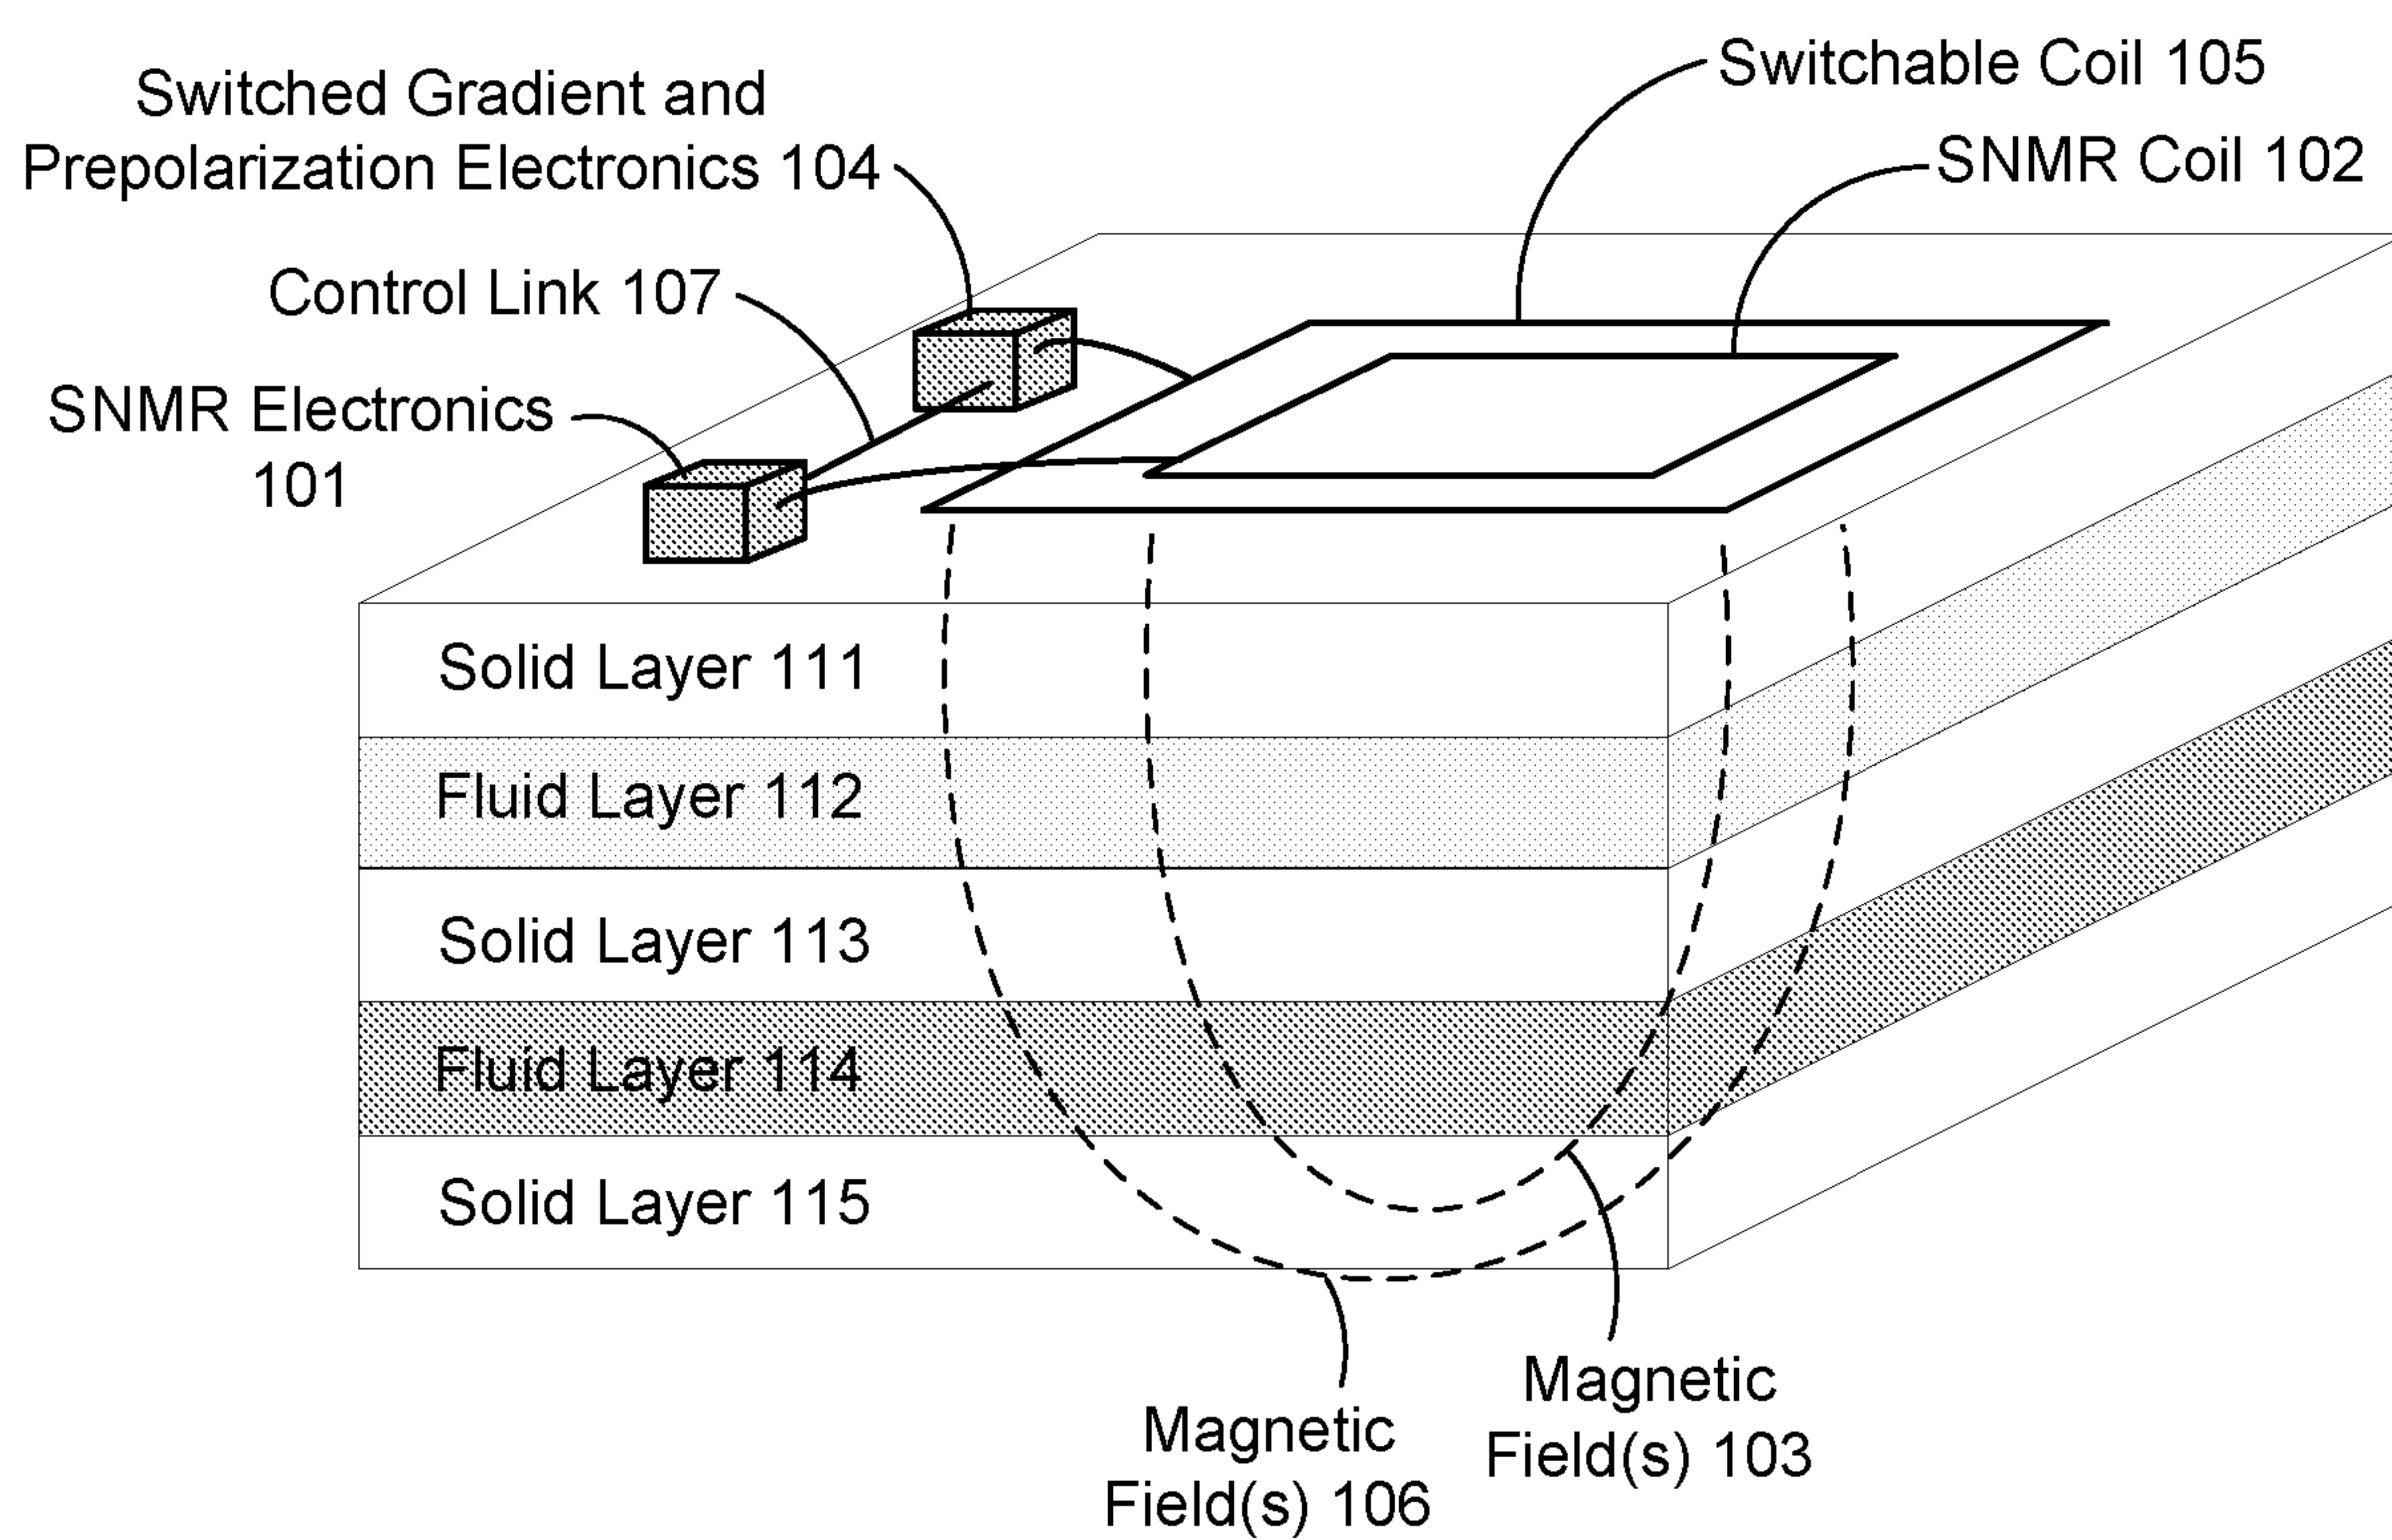 Switchable Coil 105
Switched Gradient and
Prepolarization Electronics 104
SNMR Coil 102
Control Link 107
SNMR Electronics
101
Solid Layer 111
Fluid Layer 112
Solid Layer 113
Fluid Layer 114
Solid Layer 115
Magnetic
Field(s) 103
Magnetic
Field(s) 106